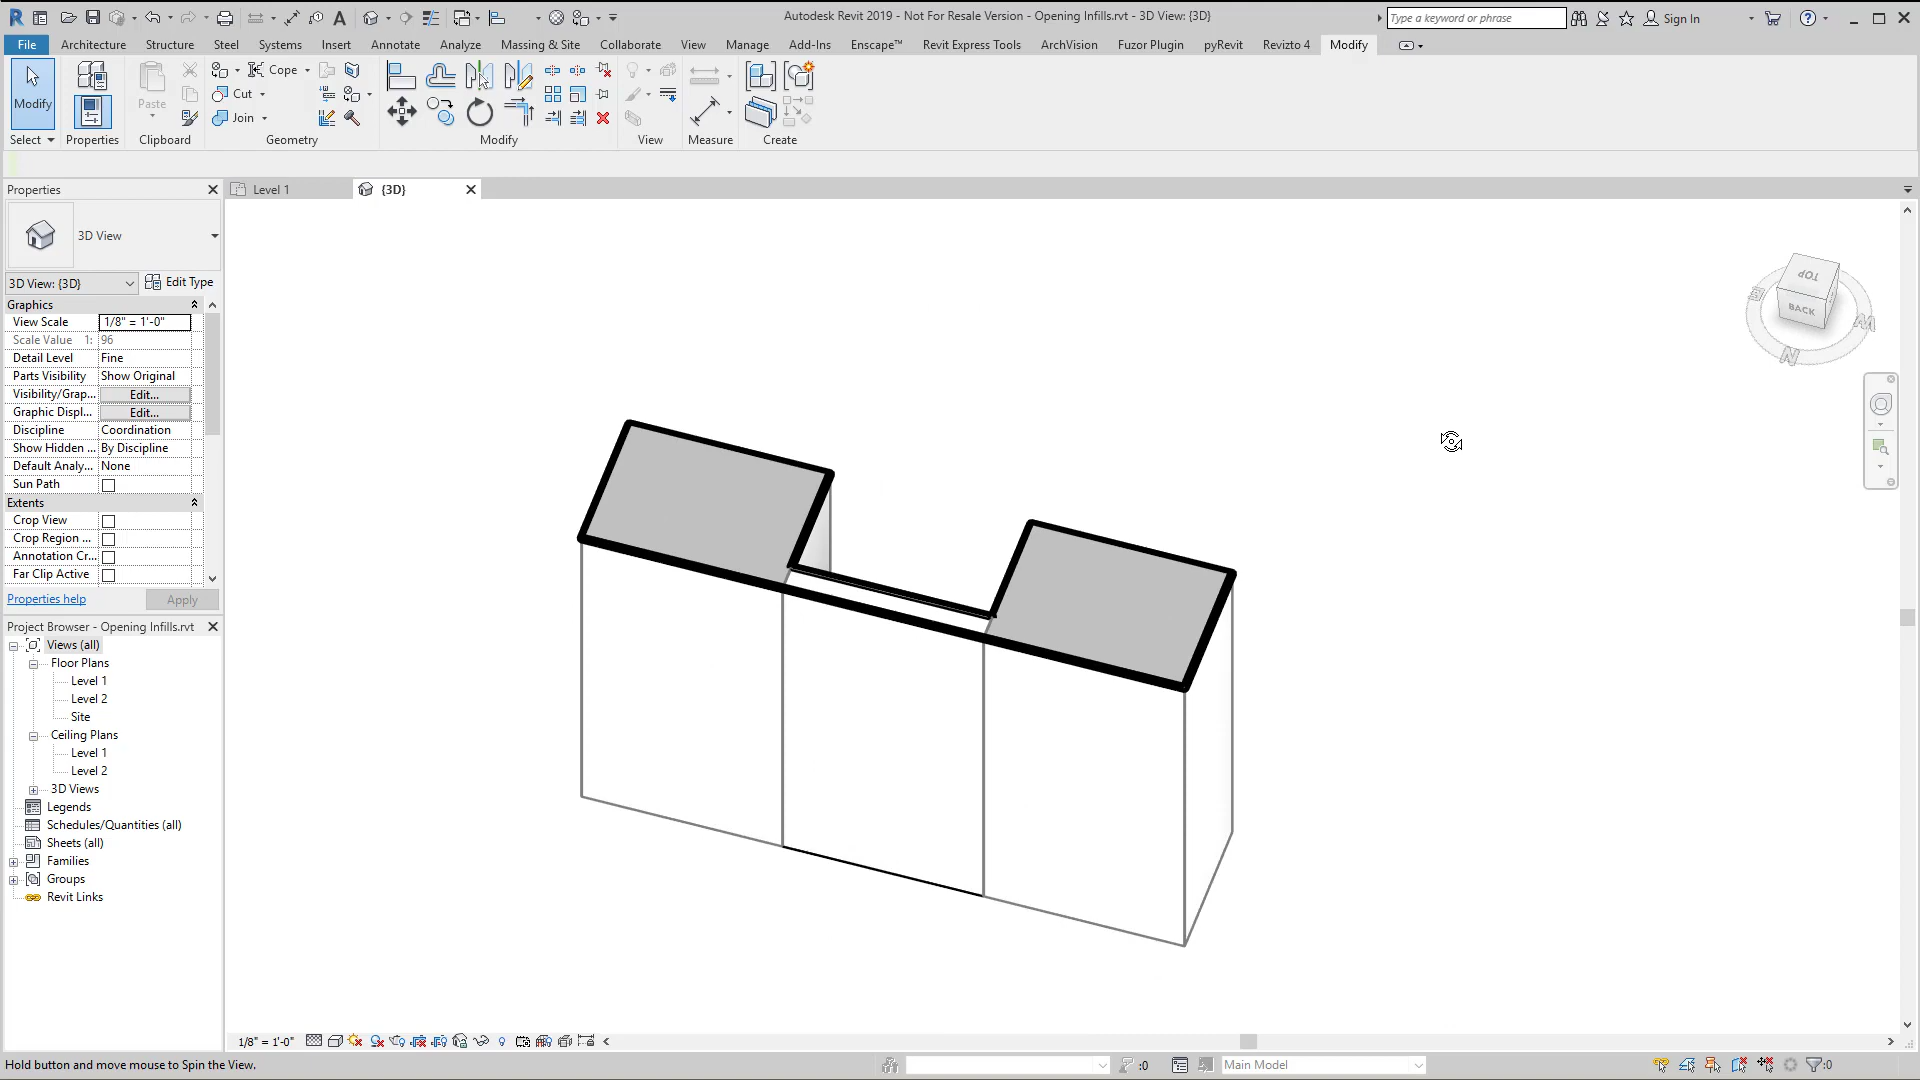 Autodesk Revit 2019 - Not For Resale Version - Opening Infills.rvt - 3D View: {3D}
Type a keyword or phrase
Sign In
File Architecture Structure Steel Systems Insert Annotate Analyze Massing & Site Collaborate View Manage Add-Ins Enscape™ Revit Express Tools ArchVision Fuzor Plugin pyRevit Revizto 4 Modify
Modify
Paste
Cope
Cut
Join
Select Properties Clipboard Geometry Modify View Measure Create
Properties
Level 1
{3D}
3D View
3D View: {3D}
Edit Type
Graphics
View Scale 1/8" = 1'-0"
Scale Value 1: 96
Detail Level Fine
Parts Visibility Show Original
Visibility/Grap... Edit...
Graphic Displ... Edit...
Discipline Coordination
Show Hidden ... By Discipline
Default Analy... None
Sun Path
Extents
Crop View
Crop Region ...
Annotation Cr...
Far Clip Active
Properties help
Apply
Project Browser - Opening Infills.rvt
Views (all)
Floor Plans
Level 1
Level 2
Site
Ceiling Plans
Level 1
Level 2
3D Views
Legends
Schedules/Quantities (all)
Sheets (all)
Families
Groups
Revit Links
TOP
BACK
E
W
N
1/8" = 1'-0"
Hold button and move mouse to Spin the View.
:0
Main Model
:0